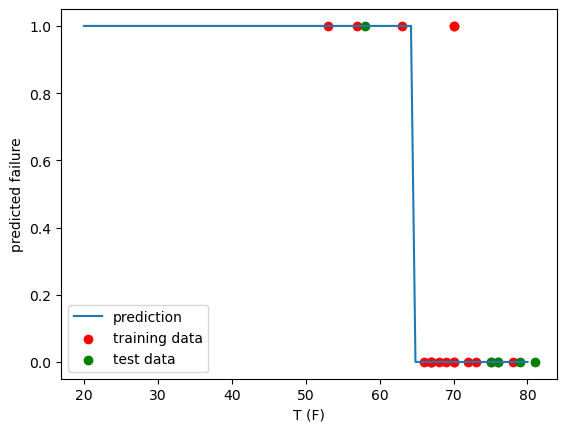 1.0
0.8
0.6
0.4
0.2
0.0
predicted failure
prediction
training data
test data
20 30 40 50 60 70 80
T (F)